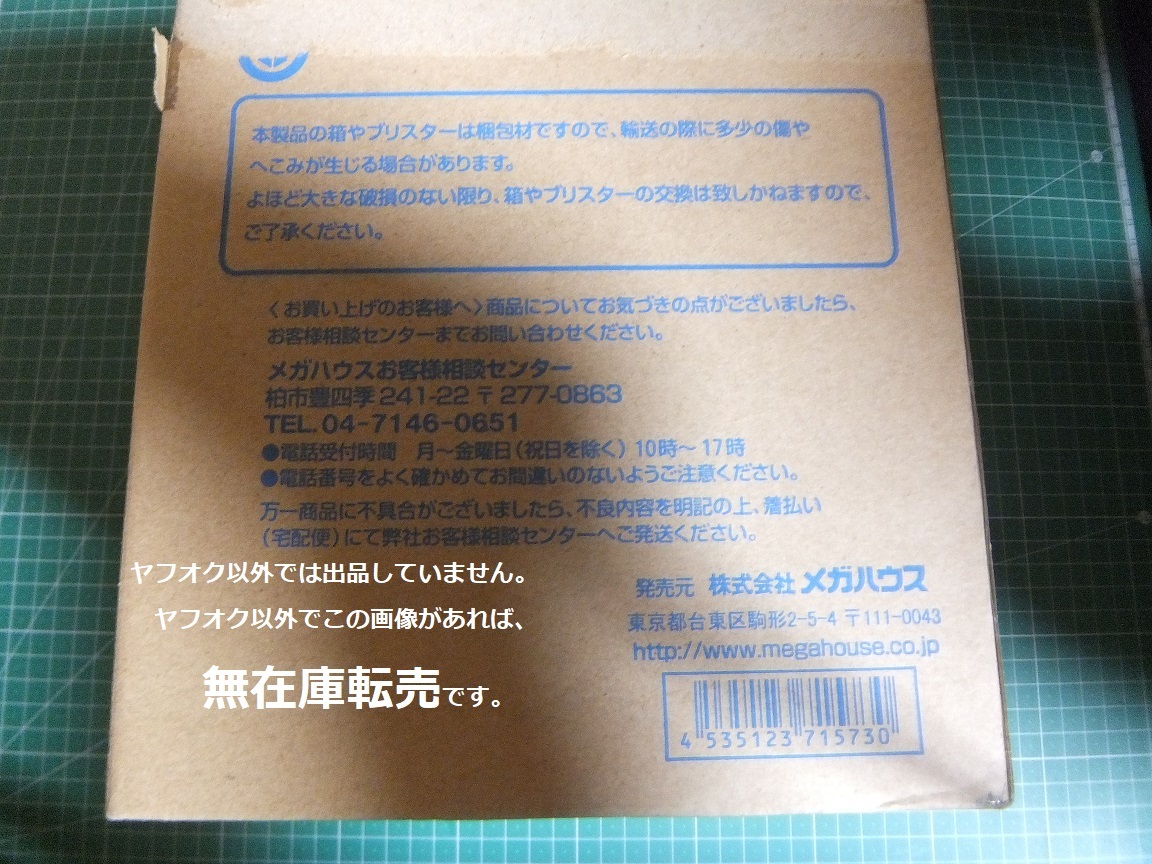 本製品の箱やブリスターは梱包材ですので、輸送の際に多少の傷や
へこみが生じる場合があります。
よほど大きな破損のない限り、箱やブリスターの交換は致しかねますので、
ご了承ください。
〈お買い上げのお客様へ〉商品についてお気づきの点がございましたら、
お客様相談センターまでお問い合わせください。
メガハウスお客様相談センター
柏市豊四季241-22 〒277-0863
TEL.04-7146-0651
●電話受付時間 月〜金曜日(祝日を除く) 10時〜17時
●電話番号をよく確かめてお間違いのないようご注意ください。
万一商品に不具合がございましたら、不良内容を明記の上、着払い
(宅配便)にて弊社お客様相談センターへご発送ください。
ヤフオク以外では出品していません。
ヤフオク以外でこの画像があれば、
無在庫転売です。
発売元 株式会社メガハウス
東京都台東区駒形2-5-4 〒111-0043
http://www.megahouse.co.jp
4 535123 715730